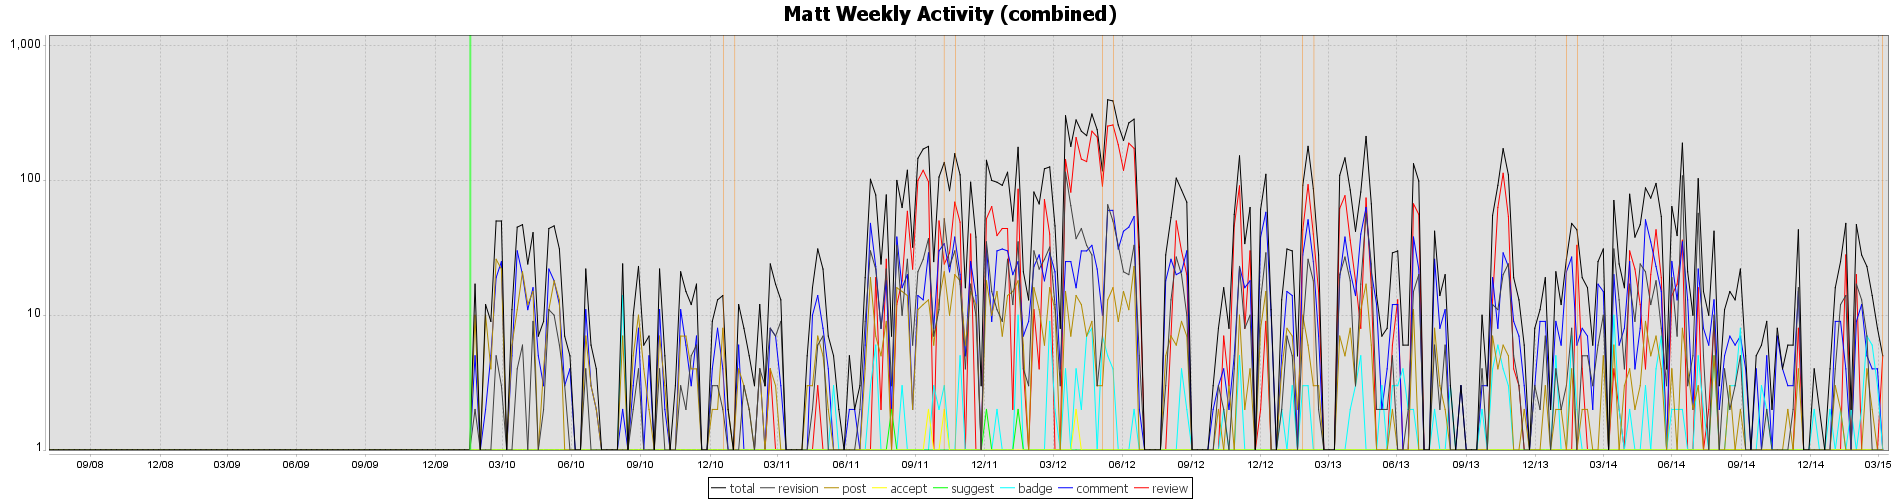 Matt Weekly Activity (combined)
1,000
100
10
1
09/08 12/08 03/09 06/09 09/09 12/09 03/10 06/10 09/10 12/10 03/11 06/11 09/11 12/11 03/12 06/12 09/12 12/12 03/13 06/13 09/13 12/13 03/14 06/14 09/14 12/14 03/15
total revision post accept suggest badge comment review